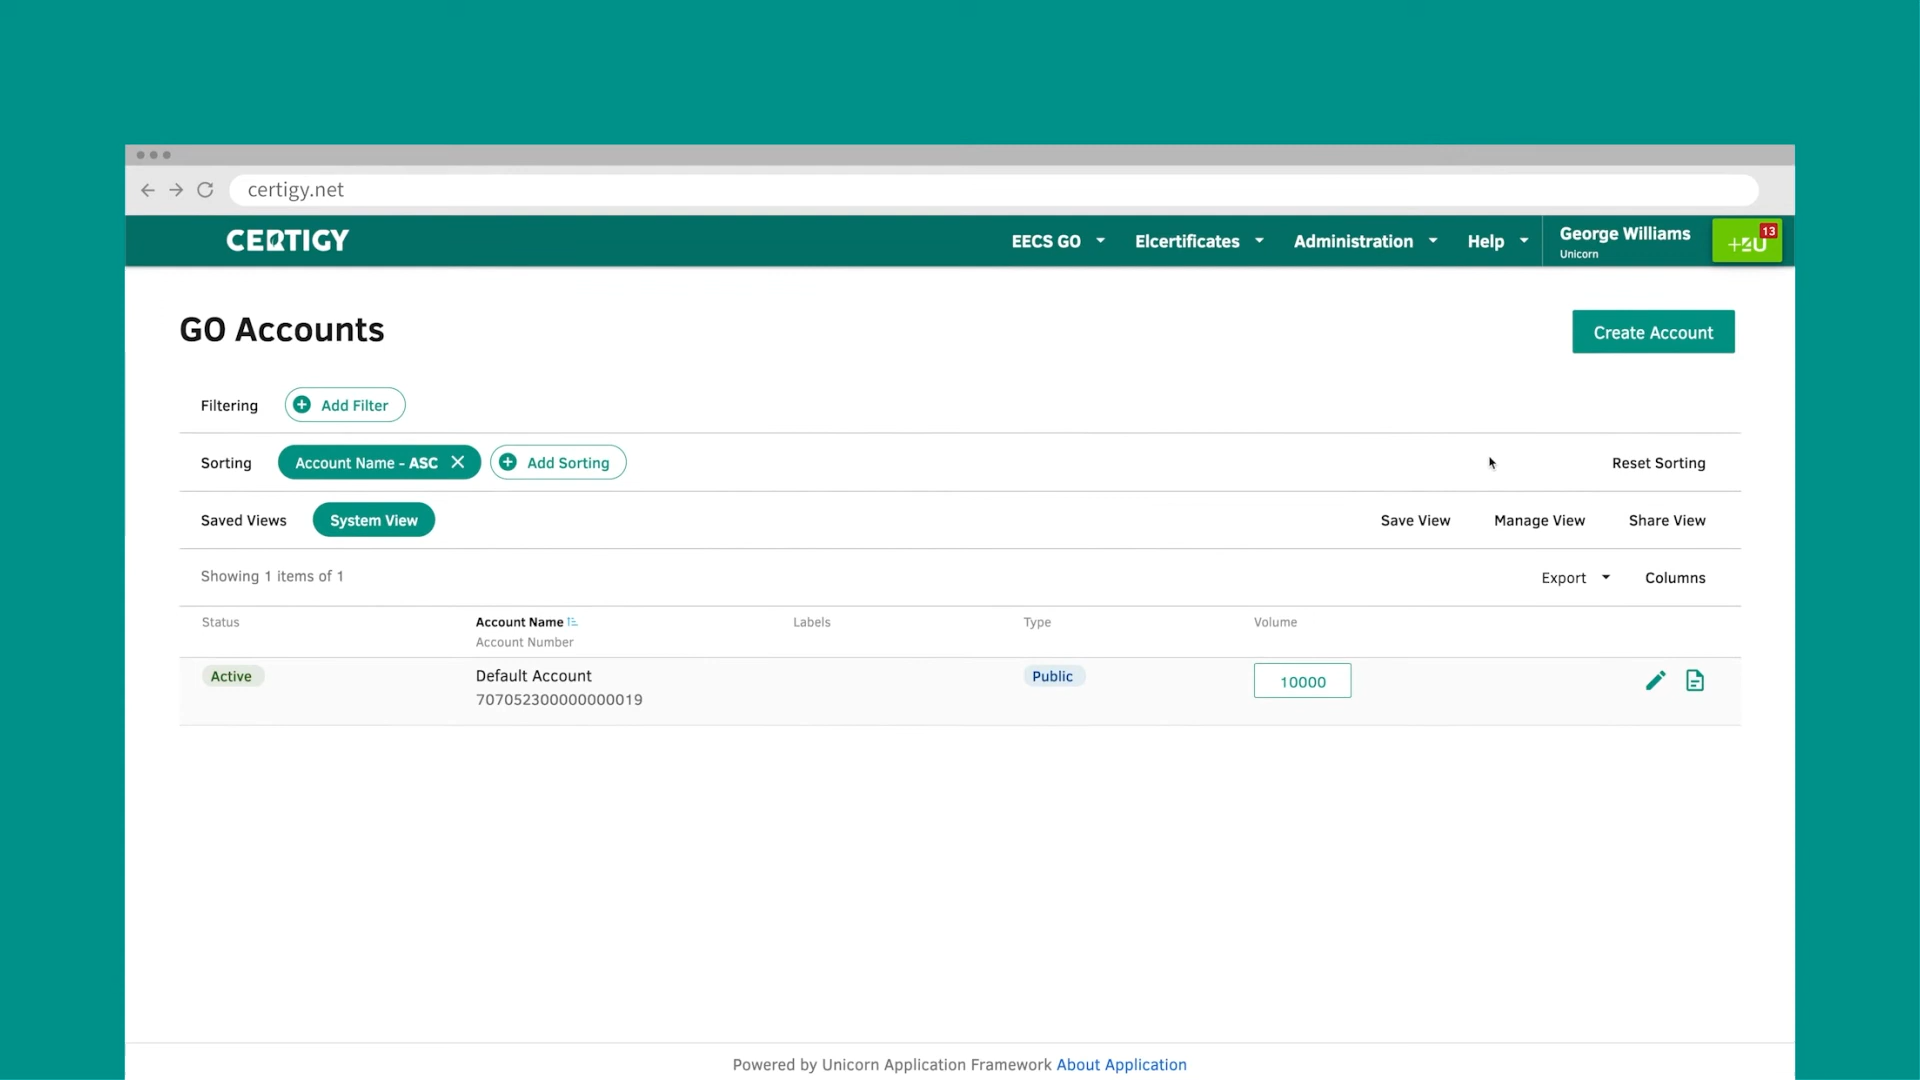 certigy.net
CERTIGY
EECS GO
Elcertificates
Administration
Help
George Williams
Unicorn
+4U
13
GO Accounts
Create Account
Filtering
Add Filter
Sorting
Account Name - ASC
Add Sorting
Reset Sorting
Saved Views
System View
Save View
Manage View
Share View
Showing 1 items of 1
Export
Columns
Status
Account Name
Account Number
Labels
Type
Volume
Active
Default Account
707052300000000019
Public
10000
Powered by Unicorn Application Framework About Application